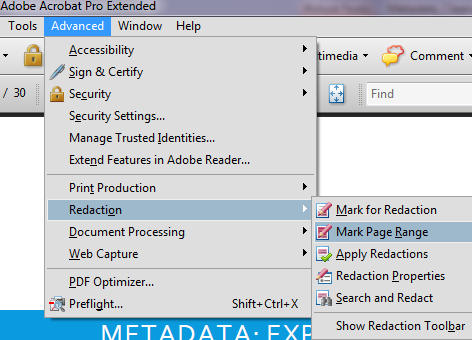 Adobe Acrobat Pro Extended
Tools Advanced Window Help
Accessibility
Sign & Certify
Security
Security Settings...
Manage Trusted Identities...
Extend Features in Adobe Reader...
Print Production
Redaction
Document Processing
Web Capture
PDF Optimizer...
Preflight... Shift+Ctrl+X
timedia Comment
/ 30 Find
Mark for Redaction
Mark Page Range
Apply Redactions
Redaction Properties
Search and Redact
Show Redaction Toolbar
METADATA: EXP